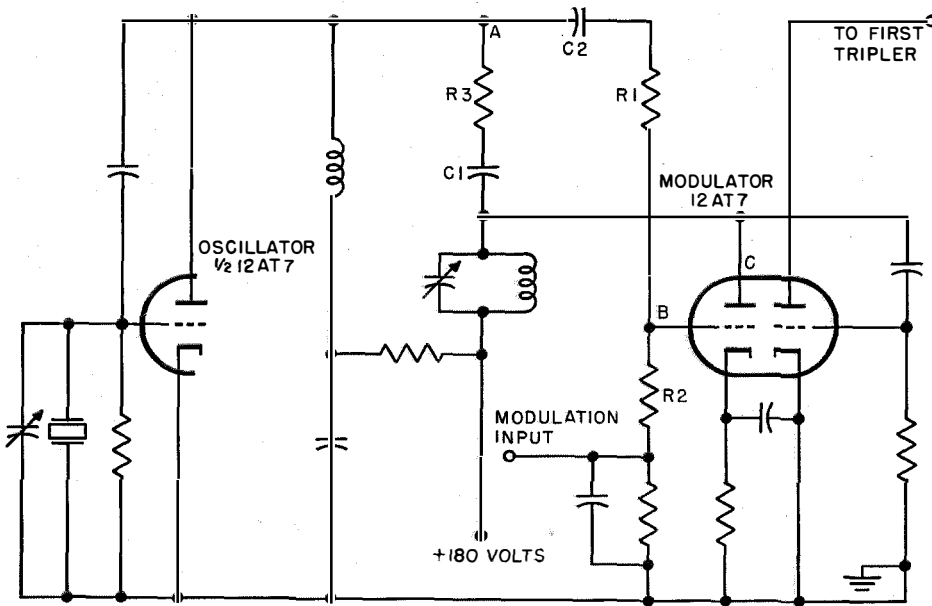 A
C2
TO FIRST
TRIPLER
R3
R1
C1
MODULATOR
12AT7
OSCILLATOR
1/2 12AT7
C
B
R2
MODULATION
INPUT
+180 VOLTS